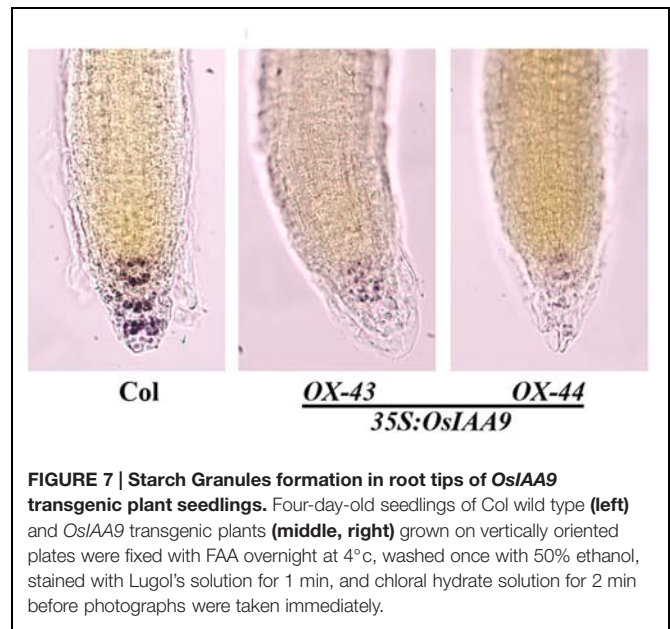 Col OX-43 OX-44
35S:OsIAA9
FIGURE 7 | Starch Granules formation in root tips of OsIAA9
transgenic plant seedlings. Four-day-old seedlings of Col wild type (left)
and OsIAA9 transgenic plants (middle, right) grown on vertically oriented
plates were fixed with FAA overnight at 4°c, washed once with 50% ethanol,
stained with Lugol's solution for 1 min, and chloral hydrate solution for 2 min
before photographs were taken immediately.